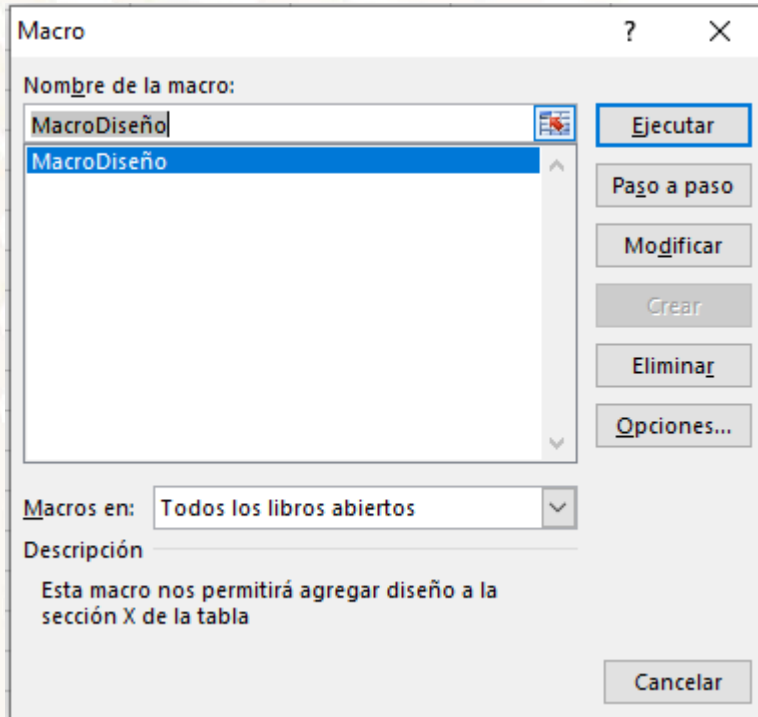 Macro ?
Nombre de la macro:
MacroDiseño
MacroDiseño
Ejecutar
Paso a paso
Modificar
Crear
Eliminar
Opciones...
Macros en: Todos los libros abiertos
Descripción
Esta macro nos permitirá agregar diseño a la
sección X de la tabla
Cancelar